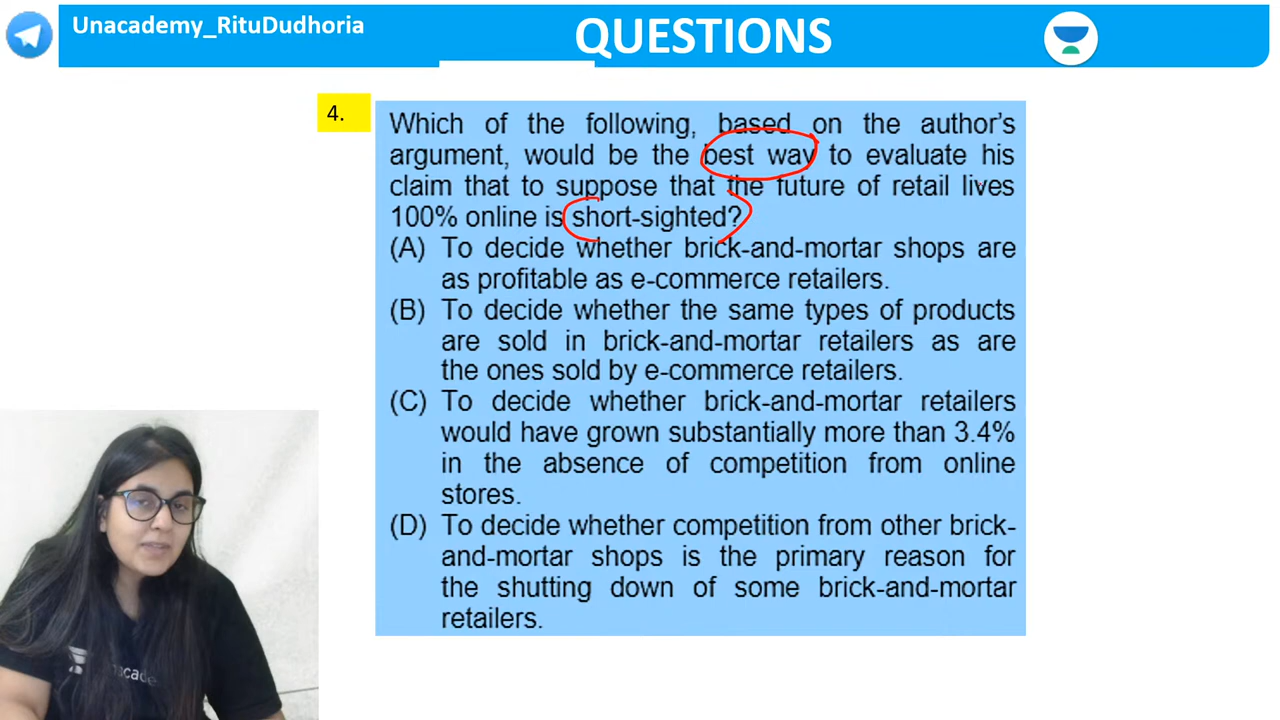 Unacademy_RituDudhoria
QUESTIONS
4.
Which of the following, based on the author's
argument, would be the best way to evaluate his
claim that to suppose that the future of retail lives
100% online is short-sighted?
(A) To decide whether brick-and-mortar shops are
as profitable as e-commerce retailers.
(B) To decide whether the same types of products
are sold in brick-and-mortar retailers as are
the ones sold by e-commerce retailers.
(C) To decide whether brick-and-mortar retailers
would have grown substantially more than 3.4%
in the absence of competition from online
stores.
(D) To decide whether competition from other brick-
and-mortar shops is the primary reason for
the shutting down of some brick-and-mortar
retailers.